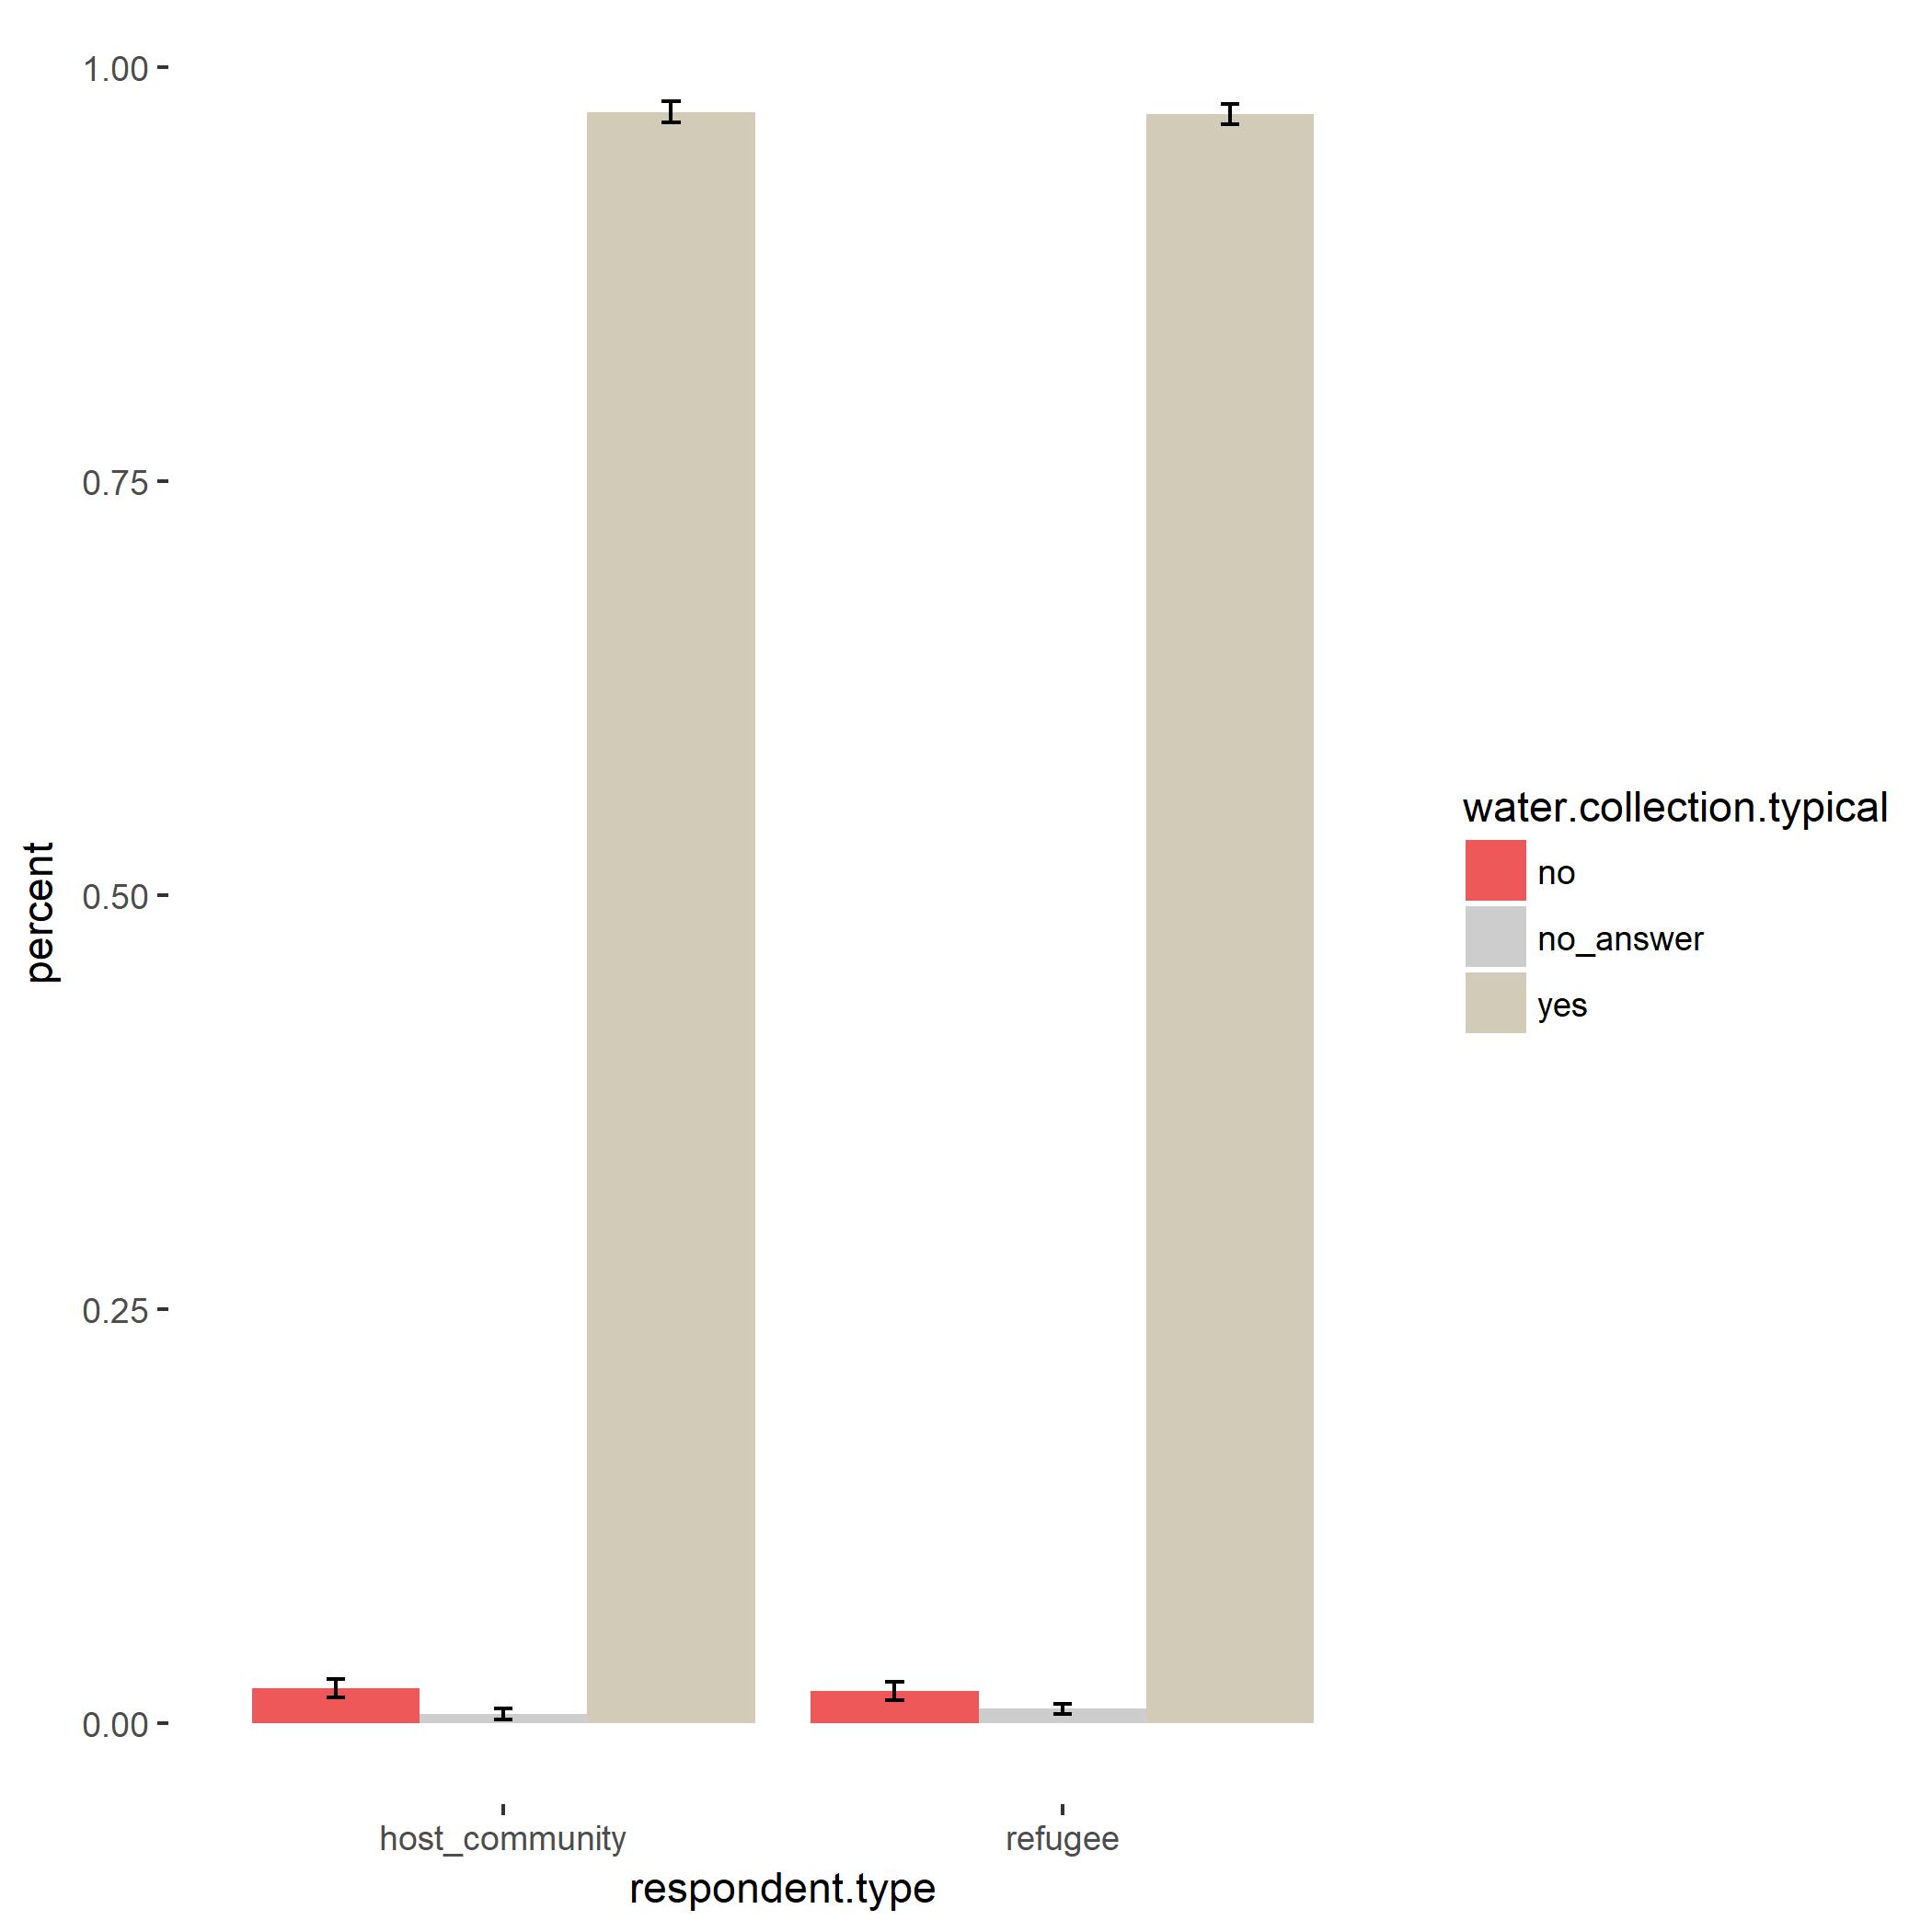 1.00
0.75
0.50
0.25
0.00
percent
host_community
refugee
respondent.type
water.collection.typical
no
no_answer
yes